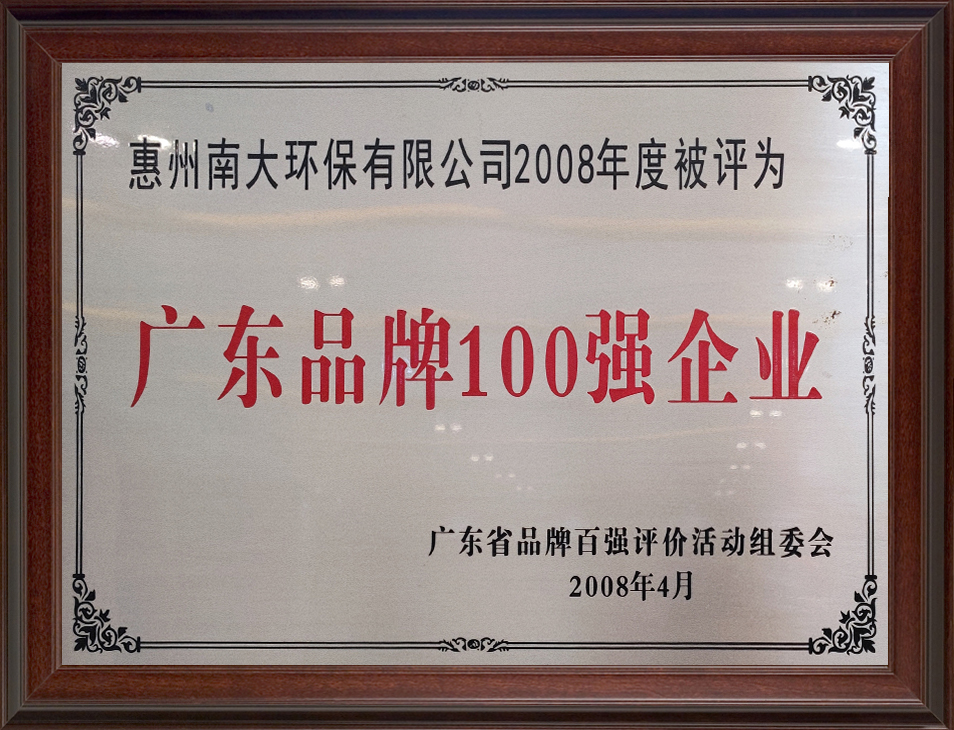 惠州南大环保有限公司2008年度被评为
广东品牌100强企业
广东省品牌百强评价活动组委会
2008年4月